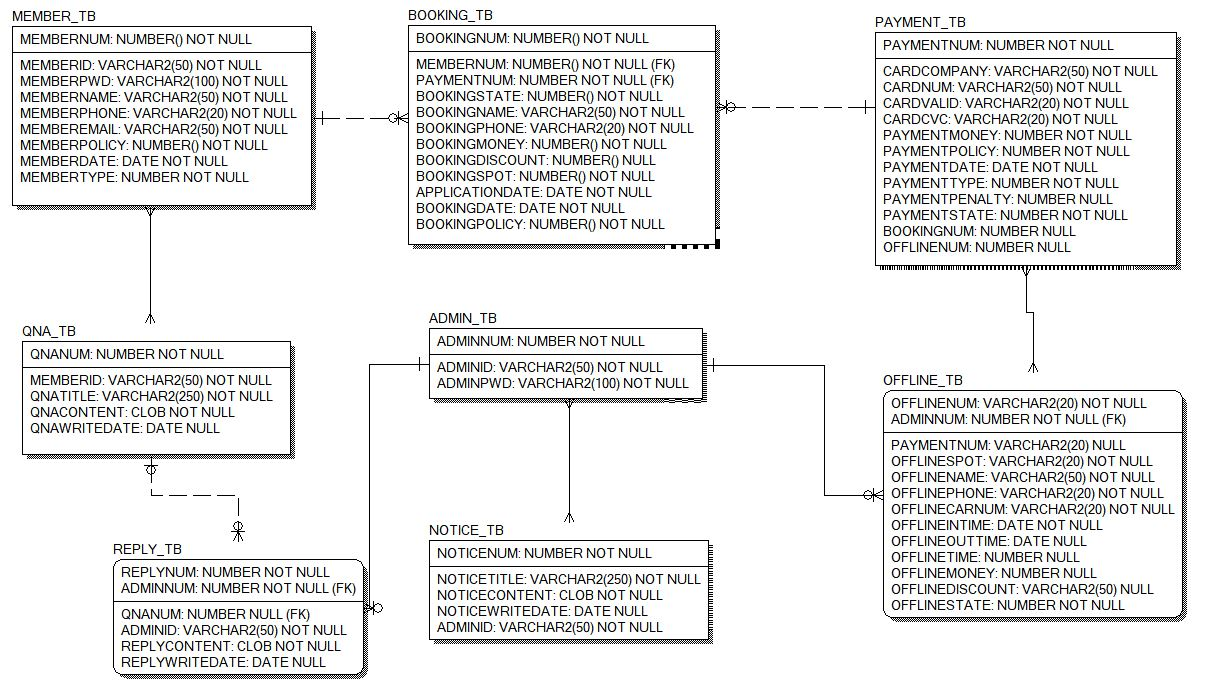 MEMBER_TB
MEMBERNUM: NUMBER() NOT NULL
MEMBERID: VARCHAR2(50) NOT NULL
MEMBERPWD: VARCHAR2(100) NOT NULL
MEMBERNAME: VARCHAR2(50) NOT NULL
MEMBERPHONE: VARCHAR2(20) NOT NULL
MEMBEREMAIL: VARCHAR2(50) NOT NULL
MEMBERPOLICY: NUMBER() NOT NULL
MEMBERDATE: DATE NOT NULL
MEMBERTYPE: NUMBER NOT NULL
BOOKING_TB
BOOKINGNUM: NUMBER() NOT NULL
MEMBERNUM: NUMBER() NOT NULL (FK)
PAYMENTNUM: NUMBER NOT NULL (FK)
BOOKINGSTATE: NUMBER() NOT NULL
BOOKINGNAME: VARCHAR2(50) NOT NULL
BOOKINGPHONE: VARCHAR2(20) NOT NULL
BOOKINGMONEY: NUMBER() NOT NULL
BOOKINGDISCOUNT: NUMBER() NULL
BOOKINGSPOT: NUMBER() NOT NULL
APPLICATIONDATE: DATE NOT NULL
BOOKINGDATE: DATE NOT NULL
BOOKINGPOLICY: NUMBER() NOT NULL
PAYMENT_TB
PAYMENTNUM: NUMBER NOT NULL
CARDCOMPANY: VARCHAR2(50) NOT NULL
CARDNUM: VARCHAR2(50) NOT NULL
CARDVALID: VARCHAR2(20) NOT NULL
CARDCVC: VARCHAR2(20) NOT NULL
PAYMENTMONEY: NUMBER NOT NULL
PAYMENTPOLICY: NUMBER NOT NULL
PAYMENTDATE: DATE NOT NULL
PAYMENTTYPE: NUMBER NOT NULL
PAYMENTPENALTY: NUMBER NULL
PAYMENTSTATE: NUMBER NOT NULL
BOOKINGNUM: NUMBER NULL
OFFLINENUM: NUMBER NULL
QNA_TB
QNANUM: NUMBER NOT NULL
MEMBERID: VARCHAR2(50) NOT NULL
QNATITLE: VARCHAR2(250) NOT NULL
QNACONTENT: CLOB NOT NULL
QNAWRITEDATE: DATE NULL
ADMIN_TB
ADMINNUM: NUMBER NOT NULL
ADMINID: VARCHAR2(50) NOT NULL
ADMINPWD: VARCHAR2(100) NOT NULL
OFFLINE_TB
OFFLINENUM: VARCHAR2(20) NOT NULL
ADMINNUM: NUMBER NOT NULL (FK)
PAYMENTNUM: VARCHAR2(20) NULL
OFFLINESPOT: VARCHAR2(20) NOT NULL
OFFLINENAME: VARCHAR2(50) NOT NULL
OFFLINEPHONE: VARCHAR2(20) NOT NULL
OFFLINECARNUM: VARCHAR2(20) NOT NULL
OFFLINEINTIME: DATE NOT NULL
OFFLINEOUTTIME: DATE NULL
OFFLINETIME: NUMBER NULL
OFFLINEMONEY: NUMBER NULL
OFFLINEDISCOUNT: VARCHAR2(50) NULL
OFFLINESTATE: NUMBER NOT NULL
REPLY_TB
REPLYNUM: NUMBER NOT NULL
ADMINNUM: NUMBER NOT NULL (FK)
QNANUM: NUMBER NULL (FK)
ADMINID: VARCHAR2(50) NOT NULL
REPLYCONTENT: CLOB NOT NULL
REPLYWRITEDATE: DATE NULL
NOTICE_TB
NOTICENUM: NUMBER NOT NULL
NOTICETITLE: VARCHAR2(250) NOT NULL
NOTICECONTENT: CLOB NOT NULL
NOTICEWRITEDATE: DATE NULL
ADMINID: VARCHAR2(50) NOT NULL